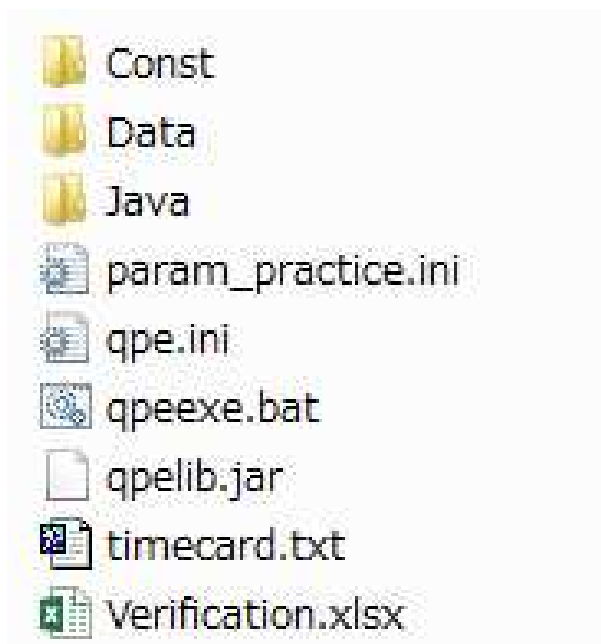 Const
Data
Java
param_practice.ini
qpe.ini
qpeexe.bat
qpelib.jar
timecard.txt
Verification.xlsx